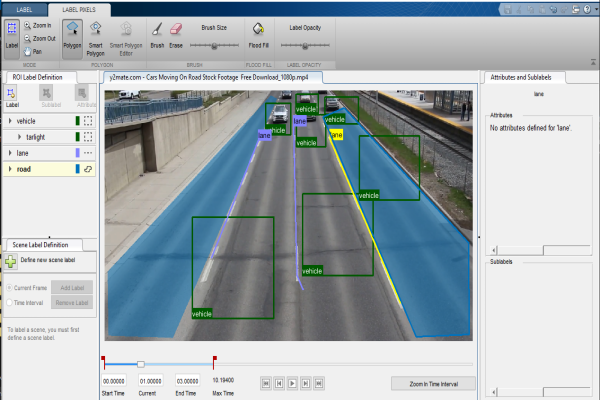 LABEL
LABEL PIXELS
Label
Zoom In
Zoom Out
Pan
Polygon
Smart
Polygon
Smart Polygon
Editor
Brush
Erase
Brush Size
Flood Fill
Label Opacity
MODE
POLYGON
BRUSH
FLOOD FILL
LABEL OPACITY
ROI Label Definition
Label
Sublabel
Attribute
vehicle
tarlight
lane
road
Scene Label Definition
Define new scene label
Current Frame
Add Label
Time Interval
Remove Label
To label a scene, you must first
define a scene label.
yz2mate.com - Cars Moving On Road Stock Footage Free Download_1080p.mp4
vehicle
vehicle
vehicle
lane
lane
lane
vehicle
vehicle
vehicle
vehicle
00.00000
01.00000
03.00000
10.19400
Start Time
Current
End Time
Max Time
Zoom In Time Interval
Attributes and Sublabels
lane
Attributes
No attributes defined for 'lane'.
Sublabels